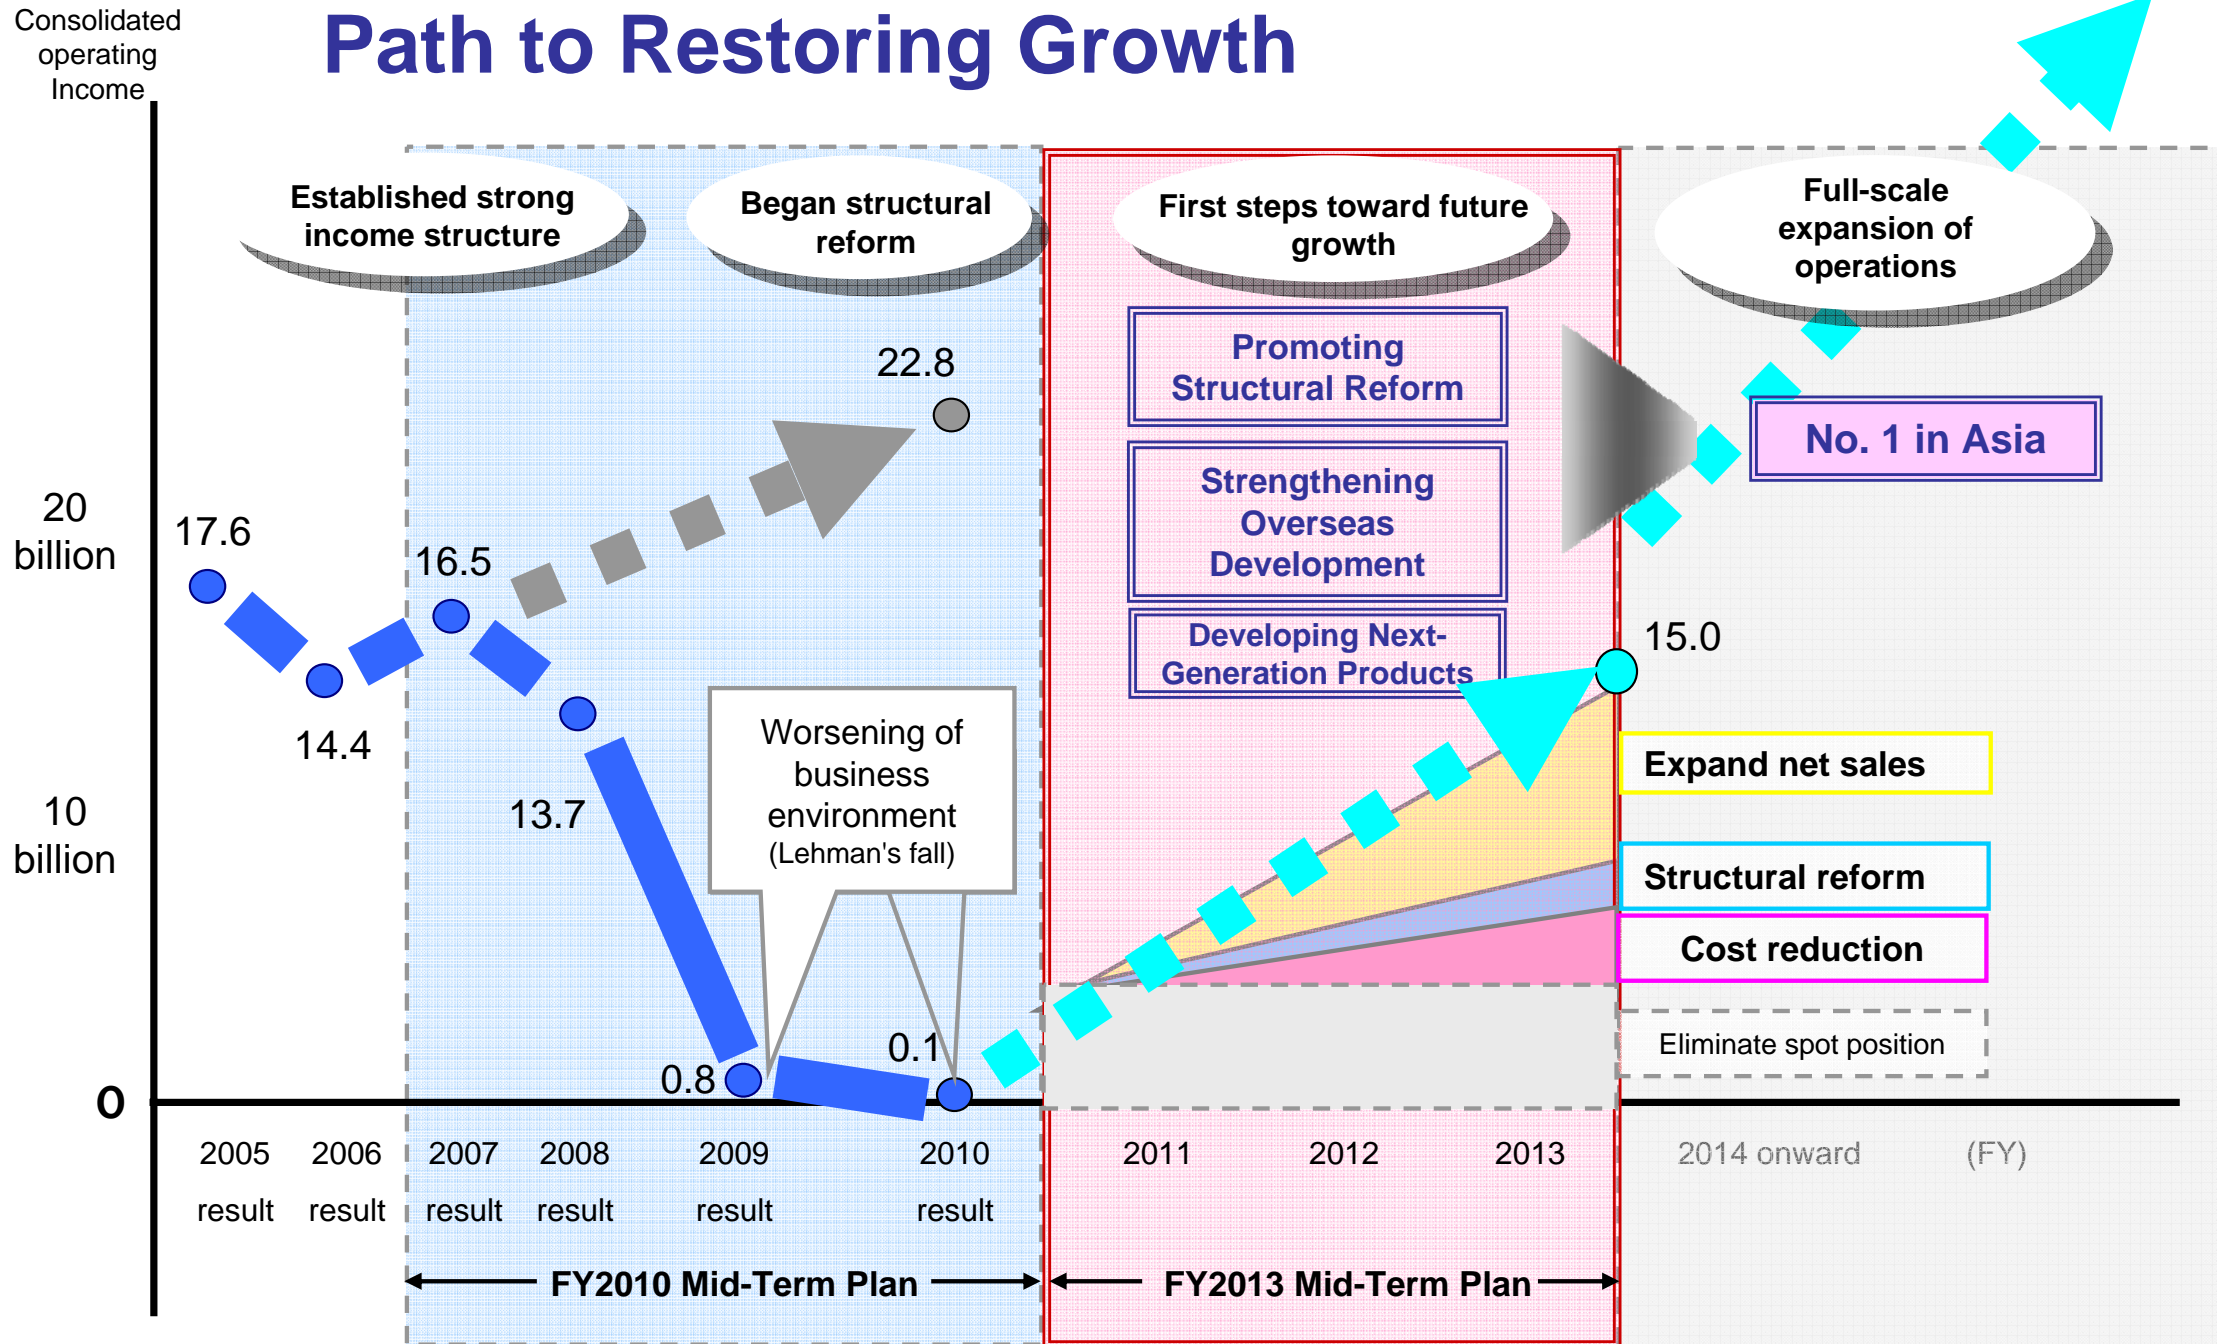 Consolidated
operating
Income
Path to Restoring Growth
Established strong
income structure
Began structural
reform
First steps toward future
growth
Full-scale
expansion of
operations
Promoting
Structural Reform
22.8
No. 1 in Asia
Strengthening
Overseas
Development
20
billion
17.6
16.5
Developing Next-
Generation Products
15.0
14.4
Worsening of
business
environment
(Lehman's fall)
13.7
10
billion
Expand net sales
Structural reform
Cost reduction
Eliminate spot position
0.1
0.8
0
2005
result
2006
result
2007
result
2008
result
2009
result
2010
result
2011
2012
2013
2014 onward
(FY)
FY2010 Mid-Term Plan
FY2013 Mid-Term Plan